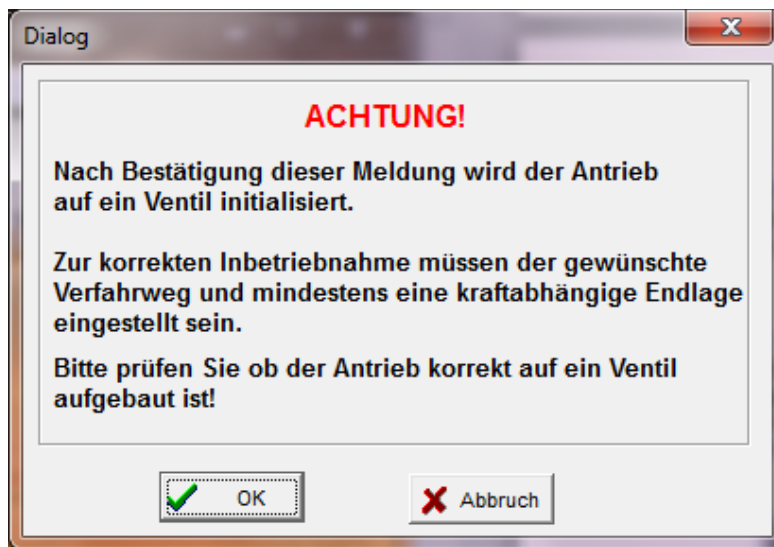 Dialog
ACHTUNG!
Nach Bestätigung dieser Meldung wird der Antrieb
auf ein Ventil initialisiert.
Zur korrekten Inbetriebnahme müssen der gewünschte
Verfahrweg und mindestens eine kraftabhängige Endlage
eingestellt sein.
Bitte prüfen Sie ob der Antrieb korrekt auf ein Ventil
aufgebaut ist!
OK
Abbruch